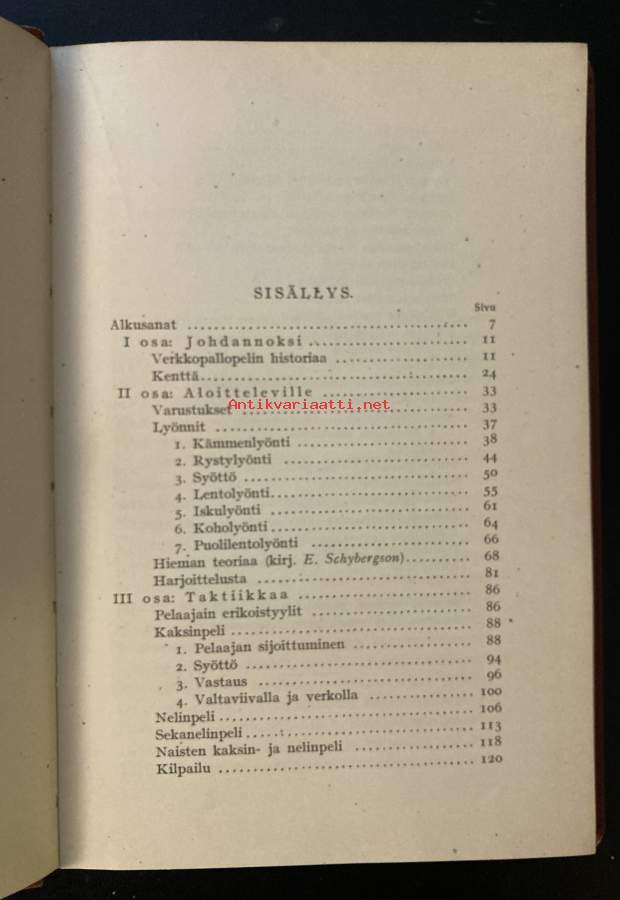 SISÄLLYS.
Sivu
Alkusanat 7
I osa: Johdannoksi 11
Verkkopallopelin historiaa 11
Kenttä 24
II osa: Aloitteleville 33
Antikvariaatti.net
Varustukset 33
Lyönnit 37
1. Kämmenlyönti 38
2. Rystylyönti 44
3. Syöttö 50
4. Lentolyönti 55
5. Iskulyönti 61
6. Koholyönti 64
7. Puolilentolyönti 66
Hieman teoriaa (kirj. E. Schybergson) 68
Harjoittelusta 81
III osa: Taktiikkaa 86
Pelaajain erikoistyylit 86
Kaksinpeli 88
1. Pelaajan sijoittuminen 88
2. Syöttö 94
3. Vastaus 96
4. Valtaviivalla ja verkolla 100
Nelinpeli 106
Sekanelinpeli 113
Naisten kaksin- ja nelinpeli 118
Kilpailu 120